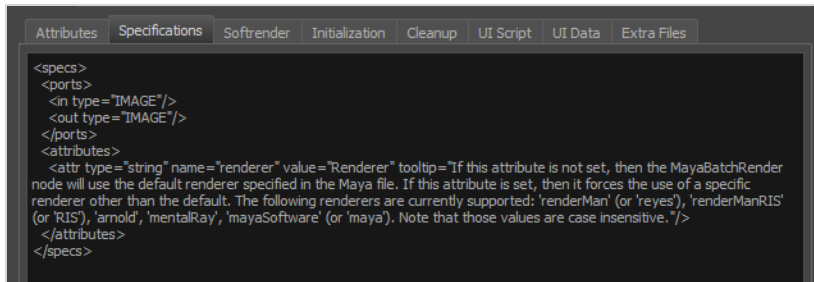 Attributes Specifications Softrender Initialization Cleanup UI Script UI Data Extra Files
<specs>
<ports>
<in type="IMAGE"/>
<out type="IMAGE"/>
</ports>
<attributes>
<attr type="string" name="renderer" value="Renderer" tooltip="If this attribute is not set, then the MayaBatchRender
node will use the default renderer specified in the Maya file. If this attribute is set, then it forces the use of a specific
renderer other than the default. The following renderers are currently supported: 'renderMan' (or 'reyes'), 'renderManRIS'
(or 'RIS'), 'arnold', 'mentalRay', 'mayaSoftware' (or 'maya'). Note that those values are case insensitive."/>
</attributes>
</specs>